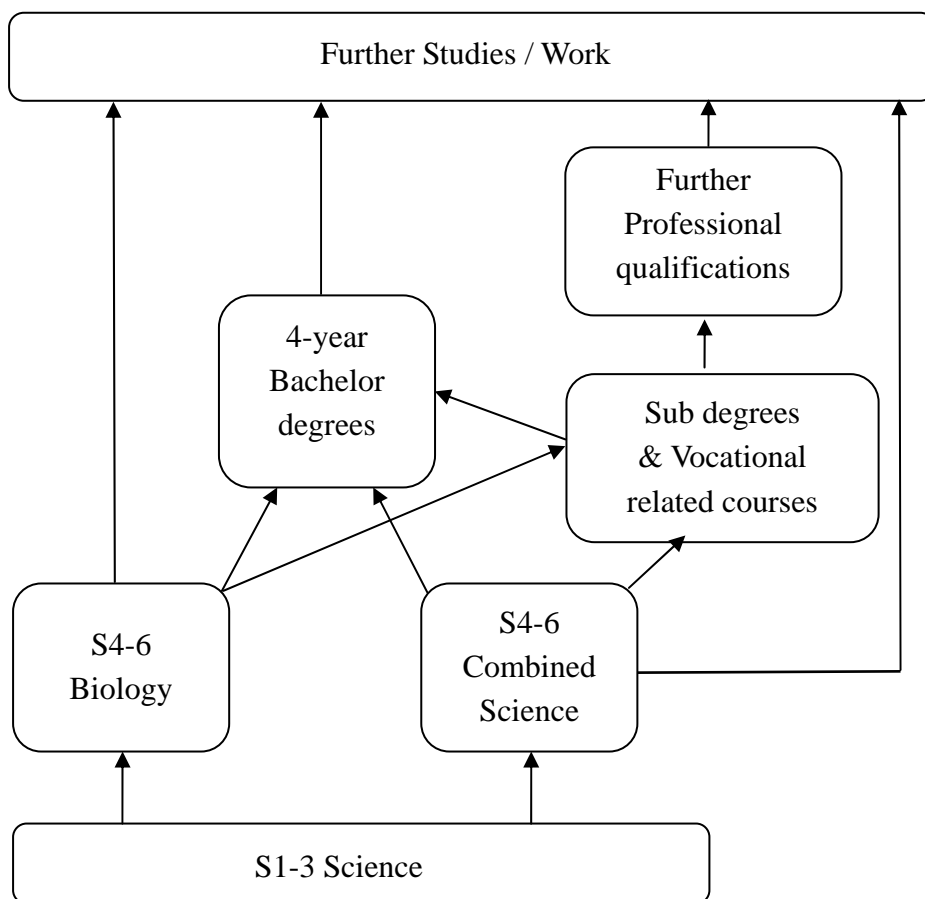 Further Studies / Work
Further
Professional
qualifications
4-year
Bachelor
degrees
Sub degrees
& Vocational
related courses
S4-6
Biology
S4-6
Combined
Science
S1-3 Science